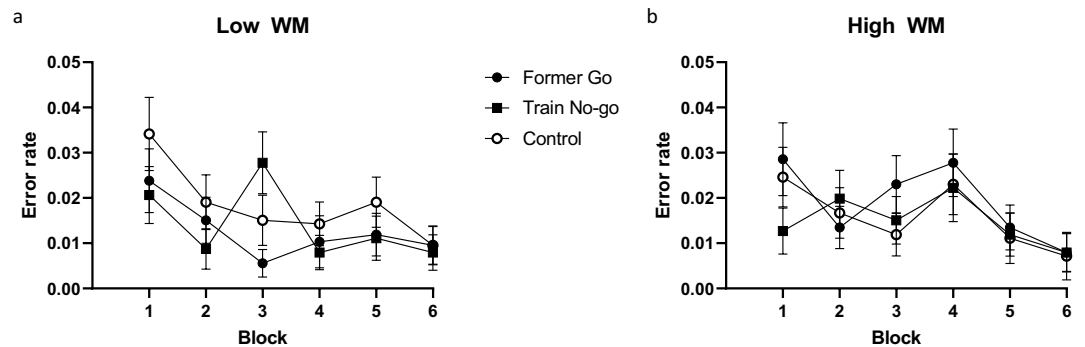 a
Low WM
0.05
0.04
0.03
0.02
0.01
0.00
Error rate
1 2 3 4 5 6
Block
Former Go
Train No-go
Control
b
High WM
0.05
0.04
0.03
0.02
0.01
0.00
Error rate
1 2 3 4 5 6
Block